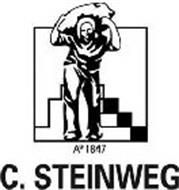 Aº 1847
C. STEINWEG